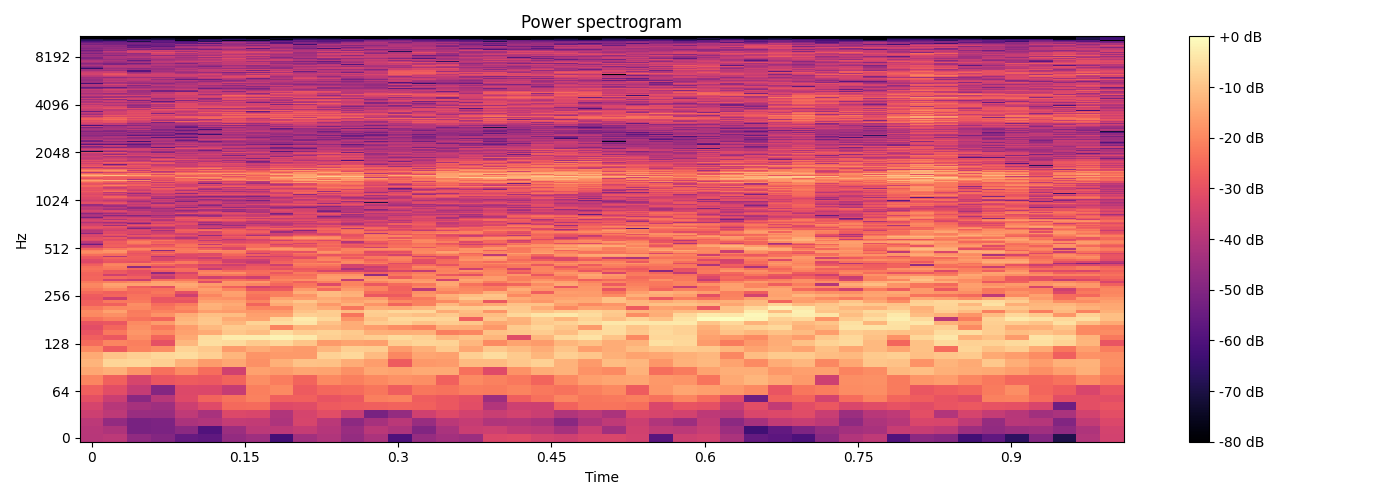 Power spectrogram
Hz
8192
4096
2048
1024
512
256
128
64
0
0 0.15 0.3 0.45 0.6 0.75 0.9
Time
+0 dB
-10 dB
-20 dB
-30 dB
-40 dB
-50 dB
-60 dB
-70 dB
-80 dB